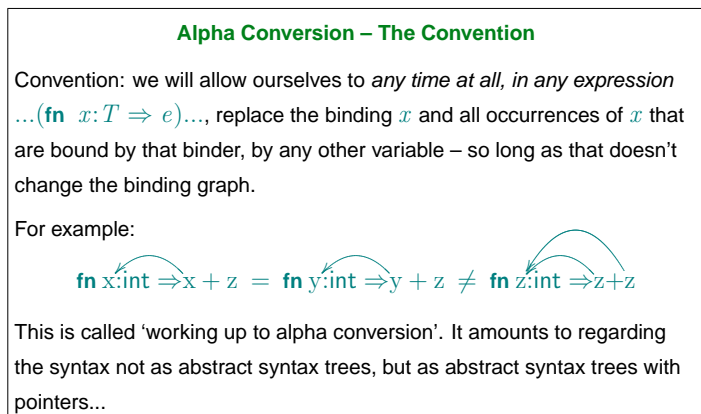 Alpha Conversion – The Convention
Convention: we will allow ourselves to any time at all, in any expression
...(fn x:T ⇒ e)..., replace the binding x and all occurrences of x that
are bound by that binder, by any other variable – so long as that doesn't
change the binding graph.
For example:
fn x:int ⇒x + z = fn y:int ⇒y + z ≠ fn z:int ⇒z+z
This is called ‘working up to alpha conversion’. It amounts to regarding
the syntax not as abstract syntax trees, but as abstract syntax trees with
pointers...